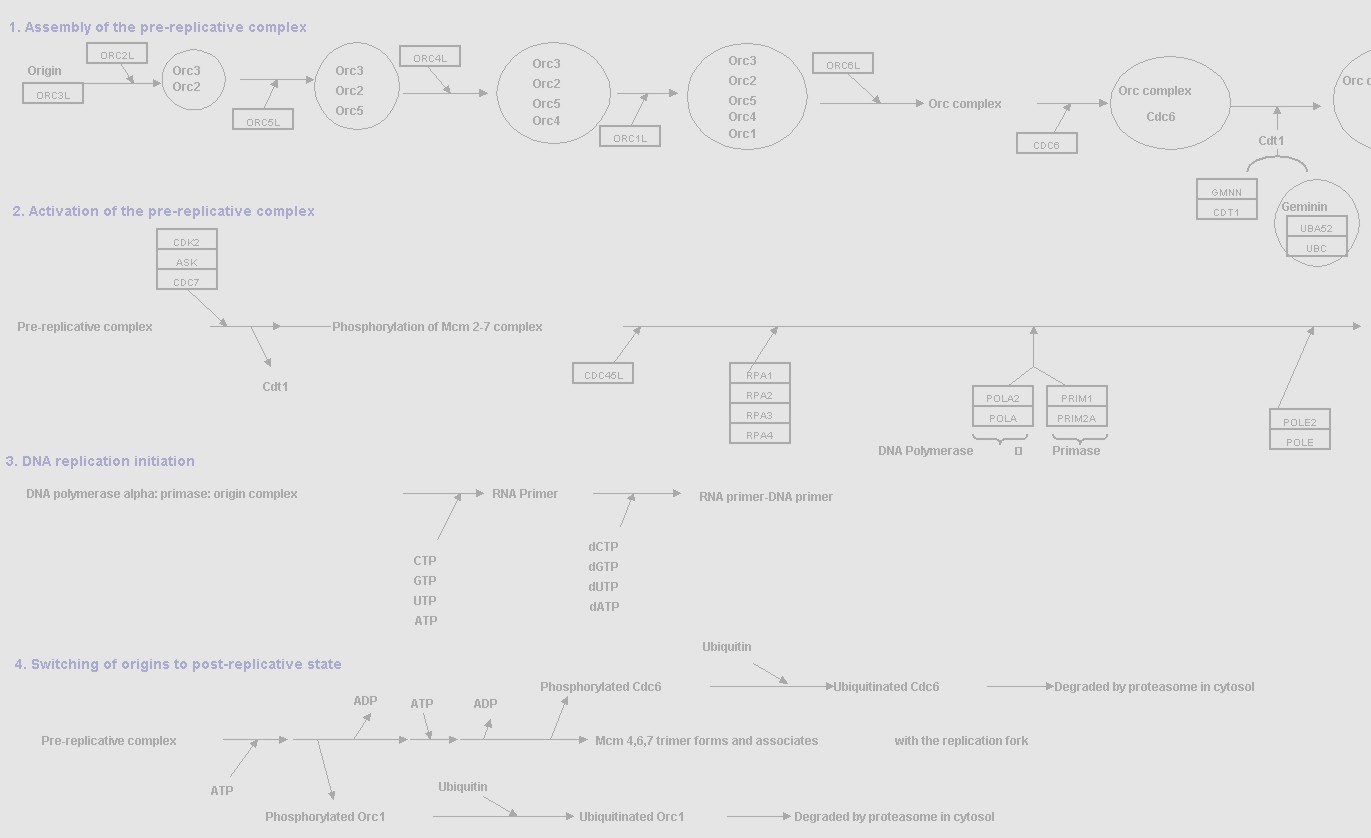 1. Assembly of the pre-replicative complex
Origin
ORC3L
ORC2L
Orc3
Orc2
ORC5L
Orc3
Orc2
Orc5
ORC4L
Orc3
Orc2
Orc5
Orc4
ORC1L
Orc3
Orc2
Orc5
Orc4
Orc1
ORC6L
Orc complex
CDC6
Orc complex
Cdc6
Cdt1
GMNN
CDT1
Geminin
UBA52
UBC
Orc c
2. Activation of the pre-replicative complex
CDK2
ASK
CDC7
Pre-replicative complex
Cdt1
Phosphorylation of Mcm 2-7 complex
CDC45L
RPA1
RPA2
RPA3
RPA4
POLA2
POLA
PRIM1
PRIM2A
DNA Polymerase
Primase
POLE2
POLE
3. DNA replication initiation
DNA polymerase alpha: primase: origin complex
RNA Primer
RNA primer-DNA primer
CTP
GTP
UTP
ATP
dCTP
dGTP
dUTP
dATP
4. Switching of origins to post-replicative state
Ubiquitin
Phosphorylated Cdc6
Ubiquitinated Cdc6
Degraded by proteasome in cytosol
ADP
ATP
ADP
Pre-replicative complex
Mcm 4,6,7 trimer forms and associates with the replication fork
ATP
Ubiquitin
Phosphorylated Orc1
Ubiquitinated Orc1
Degraded by proteasome in cytosol